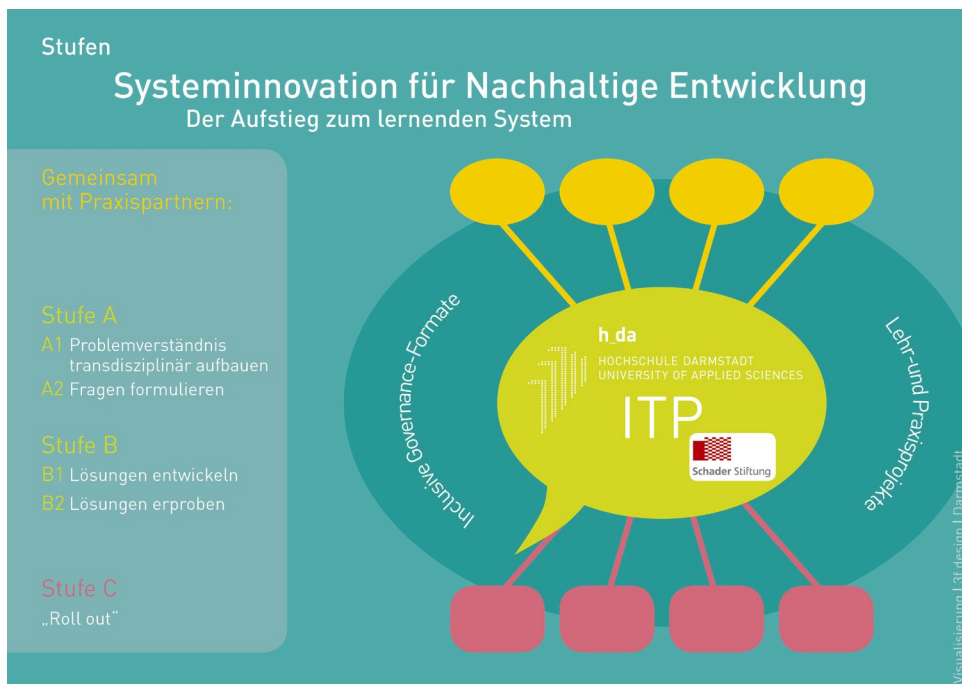 Stufen
Systeminnovation für Nachhaltige Entwicklung
Der Aufstieg zum lernenden System
Gemeinsam
mit Praxispartnern:
Stufe A
A1 Problemverständnis
transdisziplinär aufbauen
A2 Fragen formulieren
Stufe B
B1 Lösungen entwickeln
B2 Lösungen erproben
Stufe C
„Roll out“
Inclusive Governance-Formate
h_da
HOCHSCHULE DARMSTADT
UNIVERSITY OF APPLIED SCIENCES
ITP
Schader Stiftung
Lehr-und Praxisprojekte
Visualisierung I 3f design I Darmstadt